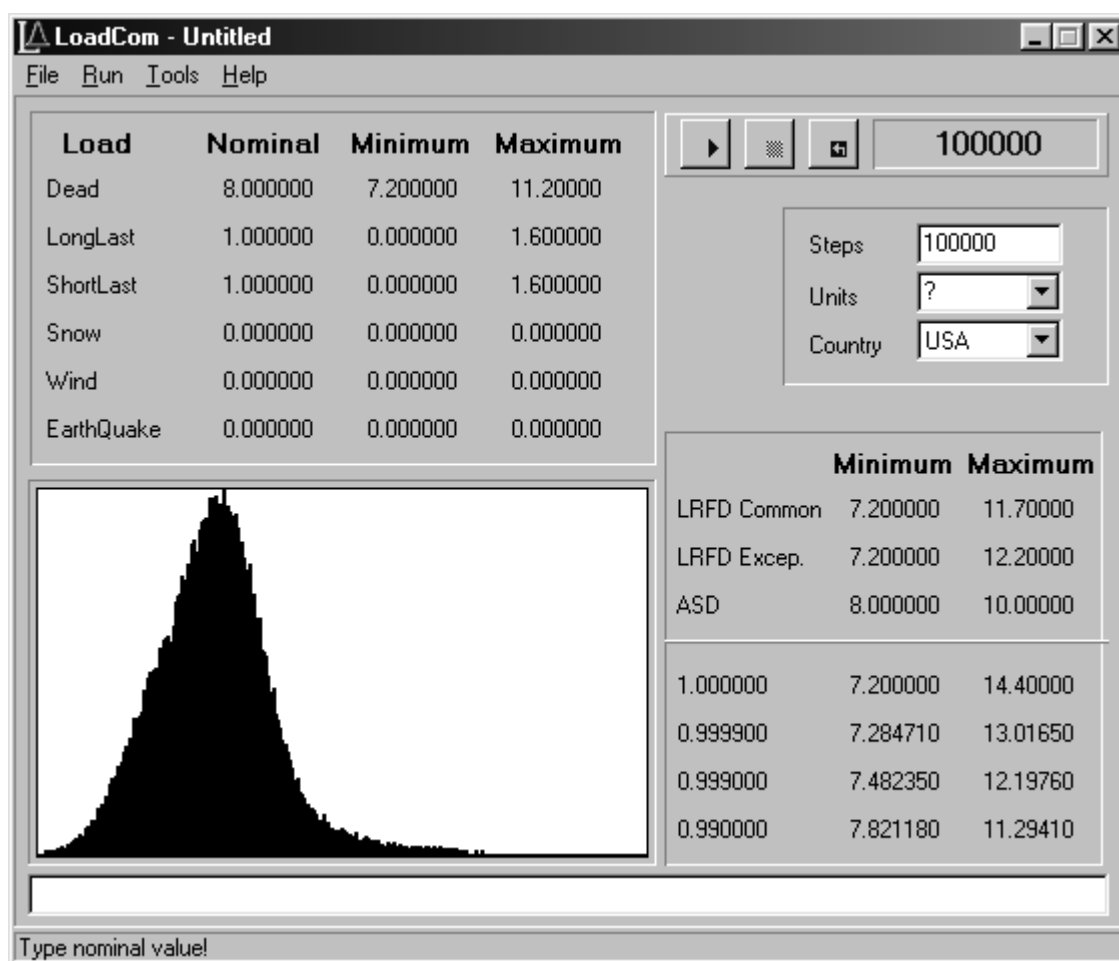 LoadCom - Untitled
File Run Tools Help
Load Nominal Minimum Maximum
Dead 8.000000 7.200000 11.20000
LongLast 1.000000 0.000000 1.600000
ShortLast 1.000000 0.000000 1.600000
Snow 0.000000 0.000000 0.000000
Wind 0.000000 0.000000 0.000000
EarthQuake 0.000000 0.000000 0.000000
100000
Steps 100000
Units ?
Country USA
Minimum Maximum
LRFD Common 7.200000 11.70000
LRFD Excep. 7.200000 12.20000
ASD 8.000000 10.00000
1.000000 7.200000 14.40000
0.999900 7.284710 13.01650
0.999000 7.482350 12.19760
0.990000 7.821180 11.29410
Type nominal value!